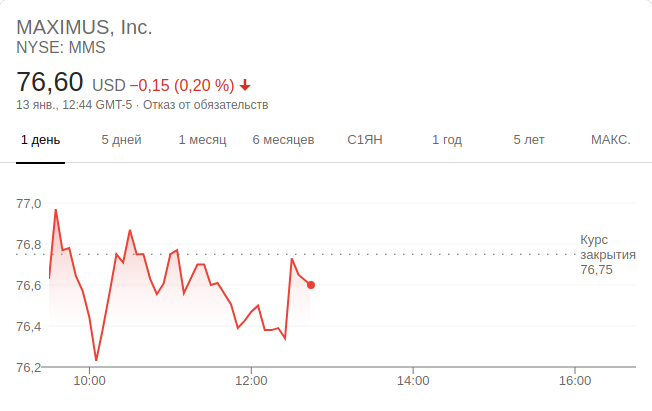 MAXIMUS, Inc.
NYSE: MMS
76,60 USD −0,15 (0,20 %)
13 янв., 12:44 GMT-5 · Отказ от обязательств
1 день 5 дней 1 месяц 6 месяцев С1ЯН 1 год 5 лет МАКС.
77,0
76,8
76,6
76,4
76,2
Курс
закрытия
76,75
10:00 12:00 14:00 16:00